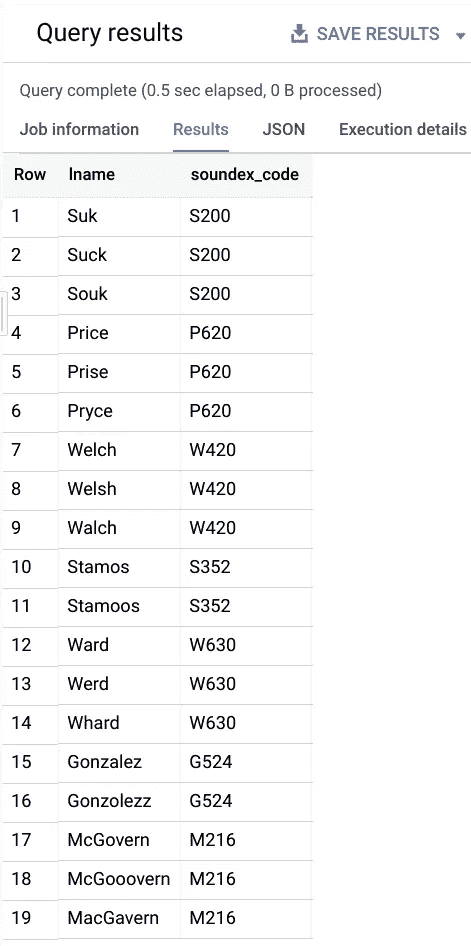 Query results SAVE RESULTS
Query complete (0.5 sec elapsed, 0 B processed)
Job information Results JSON Execution details
Row lname soundex_code
1 Suk S200
2 Suck S200
3 Souk S200
4 Price P620
5 Prise P620
6 Pryce P620
7 Welch W420
8 Welsh W420
9 Walch W420
10 Stamos S352
11 Stamoos S352
12 Ward W630
13 Werd W630
14 Whard W630
15 Gonzalez G524
16 Gonzolezz G524
17 McGovern M216
18 McGooovern M216
19 MacGavern M216